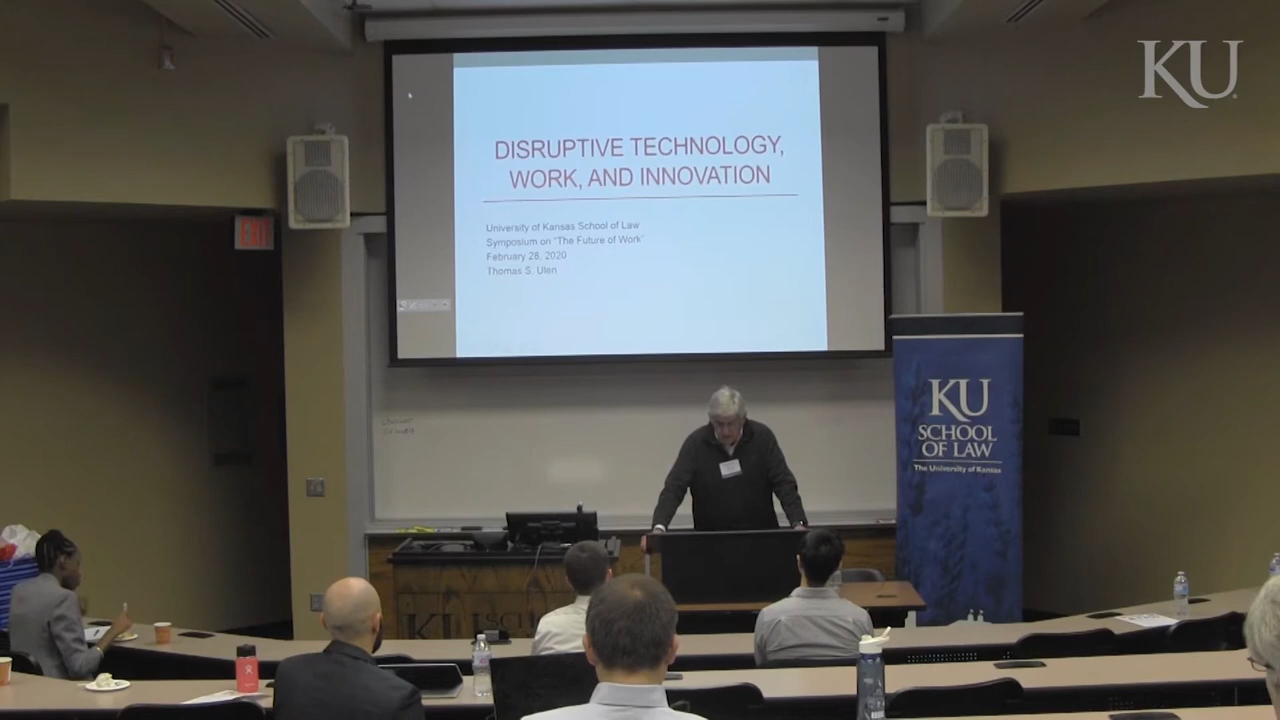 KU
EXIT
DISRUPTIVE TECHNOLOGY,
WORK, AND INNOVATION
University of Kansas School of Law
Symposium on "The Future of Work"
February 28, 2020
Thomas S. Ulen
KU
SCHOOL
OF LAW
The University of Kansas
KU